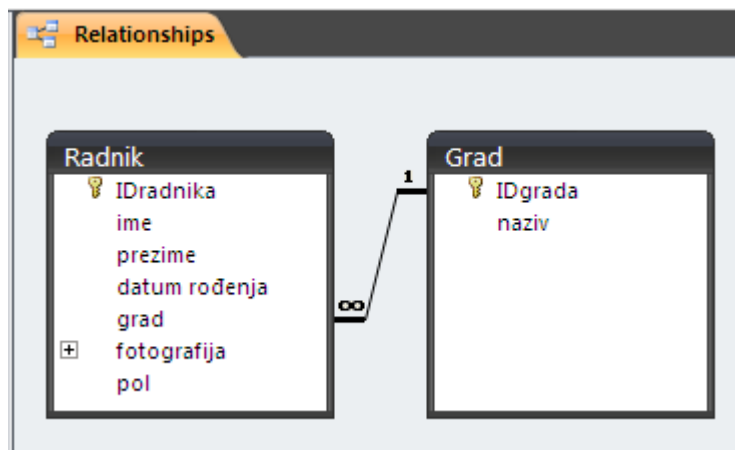 Relationships
Radnik
IDradnika
ime
prezime
datum rođenja
grad
fotografija
pol
Grad
IDgrada
naziv
1
∞